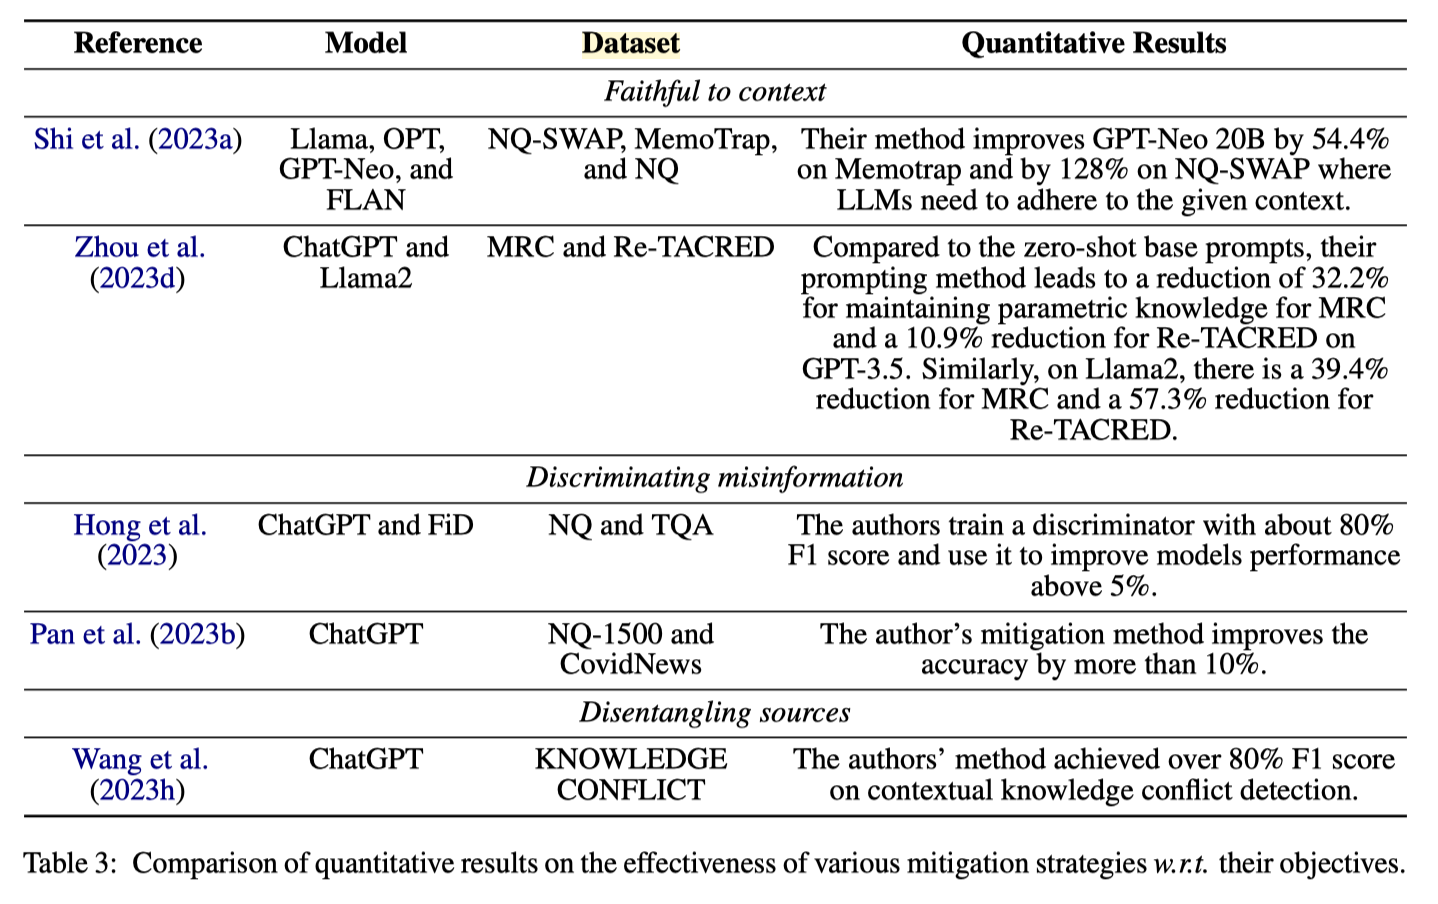 Reference Model Dataset Quantitative Results
Faithful to context
Shi et al. (2023a) Llama, OPT, NQ-SWAP, MemoTrap, Their method improves GPT-Neo 20B by 54.4%
GPT-Neo, and and NQ on Memotrap and by 128% on NQ-SWAP where
FLAN LLMs need to adhere to the given context.
Zhou et al. ChatGPT and MRC and Re-TACRED Compared to the zero-shot base prompts, their
(2023d) Llama2 prompting method leads to a reduction of 32.2%
for maintaining parametric knowledge for MRC
and a 10.9% reduction for Re-TACRED on
GPT-3.5. Similarly, on Llama2, there is a 39.4%
reduction for MRC and a 57.3% reduction for
Re-TACRED.
Discriminating misinformation
Hong et al. ChatGPT and FiD NQ and TQA The authors train a discriminator with about 80%
(2023) F1 score and use it to improve models performance
above 5%.
Pan et al. (2023b) ChatGPT NQ-1500 and The author's mitigation method improves the
CovidNews accuracy by more than 10%.
Disentangling sources
Wang et al. ChatGPT KNOWLEDGE The authors' method achieved over 80% F1 score
(2023h) CONFLICT on contextual knowledge conflict detection.
Table 3: Comparison of quantitative results on the effectiveness of various mitigation strategies w.r.t. their objectives.